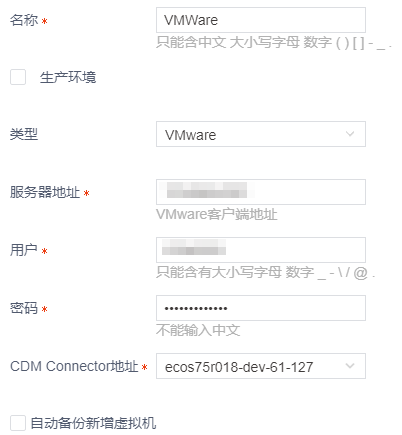 名称 * VMWare
只能含中文 大小写字母 数字 ( ) [ ] - _ .
生产环境
类型 VMware
服务器地址 *
VMware客户端地址
用户 *
只能含有大小写字母 数字 _ - \ / @ .
密码 * •••••••••••••
不能输入中文
CDM Connector地址 * ecos75r018-dev-61-127
自动备份新增虚拟机